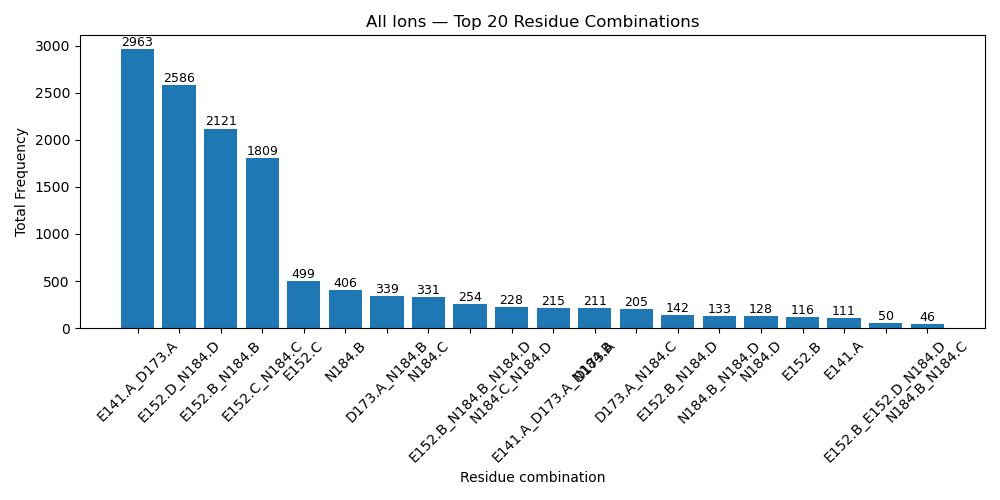 All Ions — Top 20 Residue Combinations
Total Frequency
3000
2500
2000
1500
1000
500
0
2963
2586
2121
1809
499
406
339
331
254
228
215
211
205
142
133
128
116
111
50
46
E141.A_D173.A
E152.D_N184.D
E152.B_N184.B
E152.C_N184.C
E152.C
N184.B
D173.A_N184.B
N184.C
E152.B_N184.B_N184.D
N184.C_N184.D
E141.A_D173.A_N184.B
D173.A
D173.A_N184.C
E152.B_N184.D
N184.B_N184.D
N184.D
E152.B
E141.A
E152.B_E152.D_N184.D
N184.B_N184.C
Residue combination